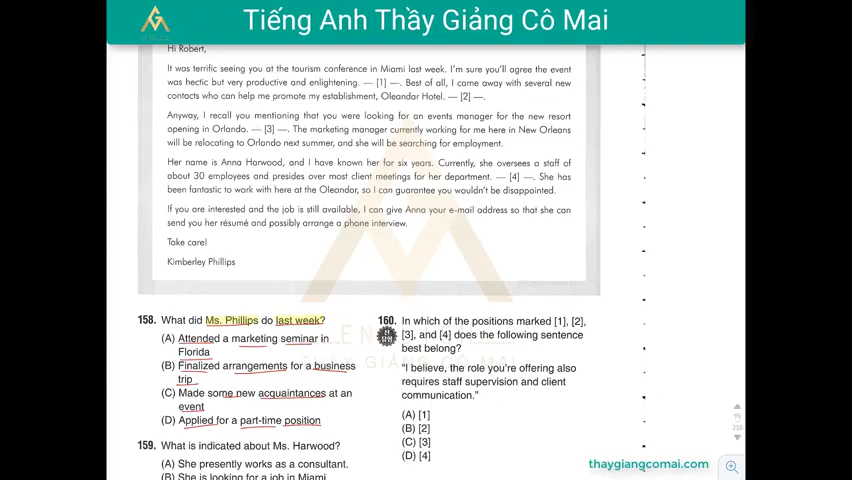 Tiếng Anh Thầy Giảng Cô Mai
Hi Robert,
It was terrific seeing you at the tourism conference in Miami last week. I'm sure you'll agree the event
was hectic but very productive and enlightening. — [1] —. Best of all, I came away with several new
contacts who can help me promote my establishment, Oleandar Hotel. — [2] —.
Anyway, I recall you mentioning that you were looking for an events manager for the new resort
opening in Orlando. — [3] —. The marketing manager currently working for me here in New Orleans
will be relocating to Orlando next summer, and she will be searching for employment.
Her name is Anna Harwood, and I have known her for six years. Currently, she oversees a staff of
about 30 employees and presides over most client meetings for her department. — [4] —. She has
been fantastic to work with here at the Oleandar, so I can guarantee you wouldn't be disappointed.
If you are interested and the job is still available, I can give Anna your e-mail address so that she can
send you her résumé and possibly arrange a phone interview.
Take care!
Kimberley Phillips
158. What did Ms. Phillips do last week?
(A) Attended a marketing seminar in
Florida
(B) Finalized arrangements for a business
trip
(C) Made some new acquaintances at an
event
(D) Applied for a part-time position
159. What is indicated about Ms. Harwood?
(A) She presently works as a consultant.
(B) She is looking for a job in Miami.
160. In which of the positions marked [1], [2],
[3], and [4] does the following sentence
best belong?
"I believe, the role you're offering also
requires staff supervision and client
communication."
(A) [1]
(B) [2]
(C) [3]
(D) [4]
THẦY GIẢNG CÔ MAI
thaygiangcomai.com